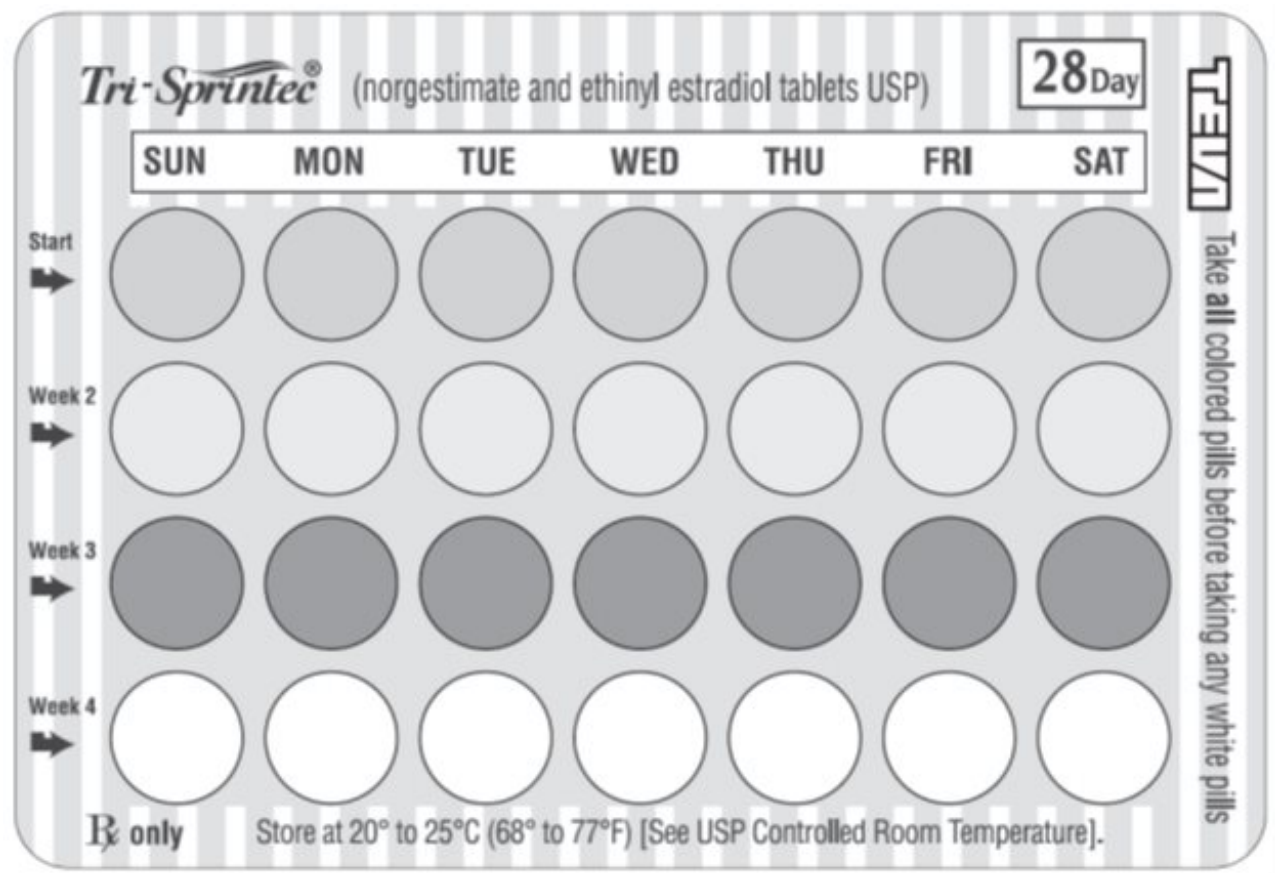 Tri-Sprintec® (norgestimate and ethinyl estradiol tablets USP) 28 Day
TEVA
SUN MON TUE WED THU FRI SAT
Start
Week 2
Week 3
Week 4
Take all colored pills before taking any white pills
℞ only Store at 20° to 25°C (68° to 77°F) [See USP Controlled Room Temperature].